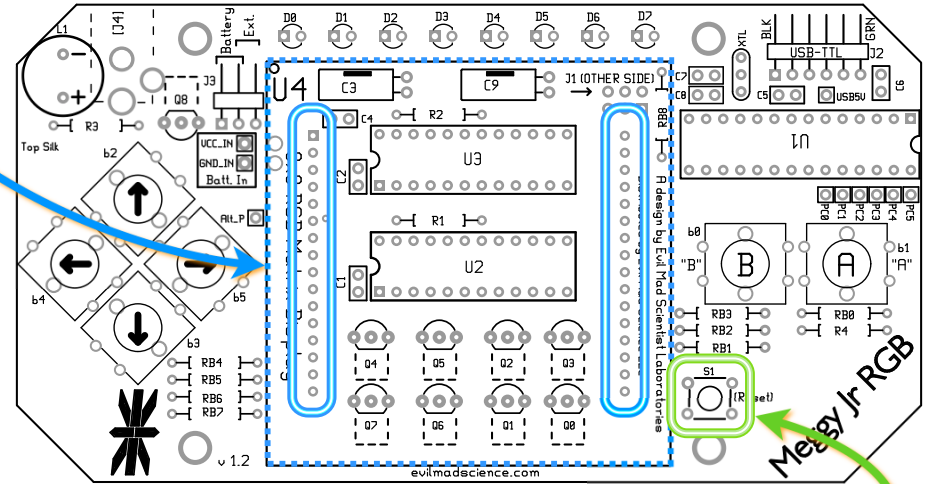 L1
[J4]
Battery
Ext.
D0
D1
D2
D3
D4
D5
D6
D7
BLK
GRN
XTL
USB-TTL
J2
J3
U4
C3
C9
J1 (OTHER SIDE)
C7
C8
C5
USB5V
C6
Q8
R3
C4
R2
RB8
Top Silk
VCC_IN
GND_IN
Batt. In
U3
U1
b2
C2
Alt_P
R1
PC0
PC1
PC2
PC3
PC4
PC5
A design by Evil Mad Scientist Laboratories
b0
"B"
B
A
b1
"A"
b4
b5
C1
U2
b3
RB3
RB2
RB1
RB0
R4
RB4
RB5
RB6
RB7
Q4
Q5
Q2
Q3
S1
Q7
Q6
Q1
Q0
Meggy Jr RGB
v 1.2
evilmadscience.com